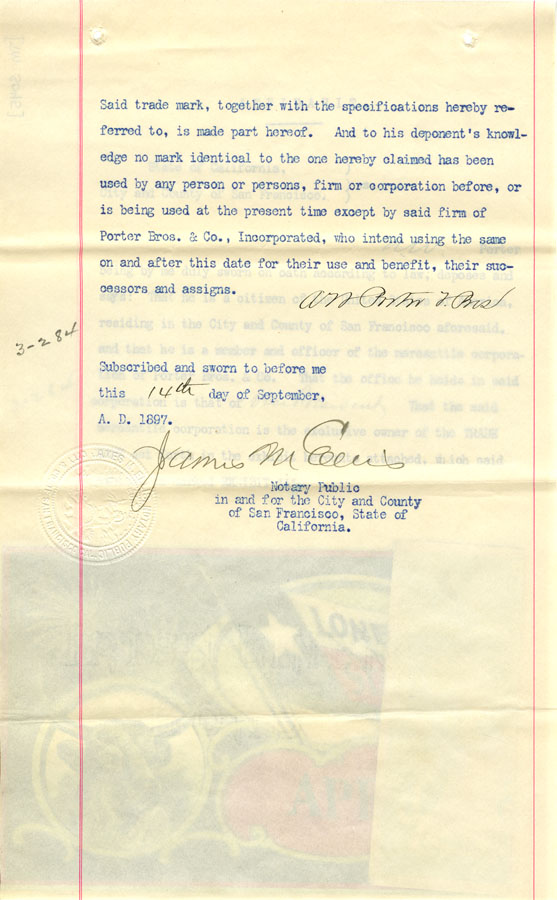 Said trade mark, together with the specifications hereby re-
ferred to, is made part hereof. And to his deponent's knowl-
edge no mark identical to the one hereby claimed has been
used by any person or persons, firm or corporation before, or
is being used at the present time except by said firm of
Porter Bros. & Co., Incorporated, who intend using the same
on and after this date for their use and benefit, their suc-
cessors and assigns.
Porter
3-284
Subscribed and sworn to before me
this 14th day of September,
A. D. 1897.
James M
Notary Public
in and for the City and County
of San Francisco, State of
California.